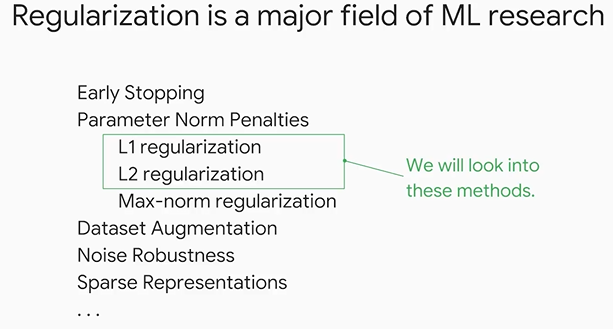 Regularization is a major field of ML research
Early Stopping
Parameter Norm Penalties
L1 regularization
L2 regularization
Max-norm regularization
Dataset Augmentation
Noise Robustness
Sparse Representations
. . .
We will look into
these methods.